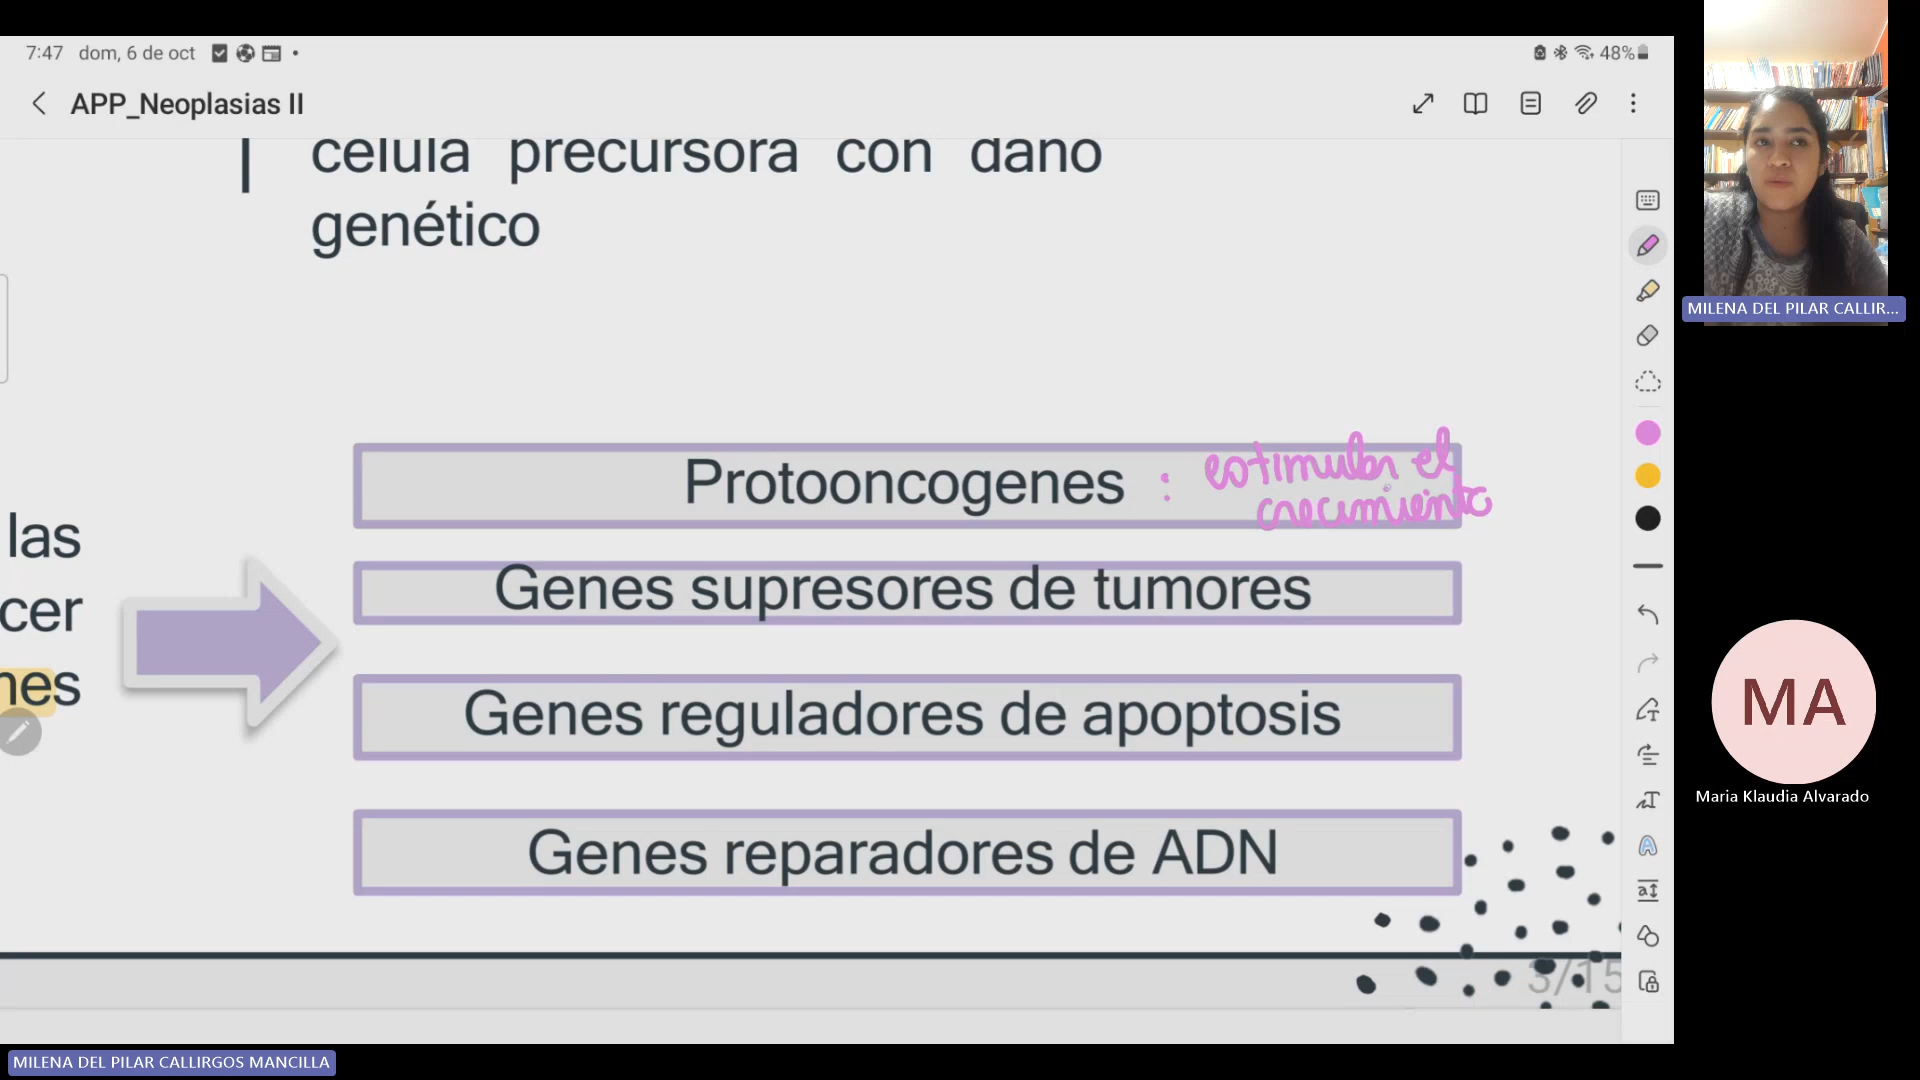 7:47 dom, 6 de oct
48%
APP_Neoplasias II
célula precursora con daño
genético
las
cer
nes
Protooncogenes : estimulan el
crecimiento
Genes supresores de tumores
Genes reguladores de apoptosis
Genes reparadores de ADN
3/15
MILENA DEL PILAR CALLIR...
MA
Maria Klaudia Alvarado
MILENA DEL PILAR CALLIRGOS MANCILLA